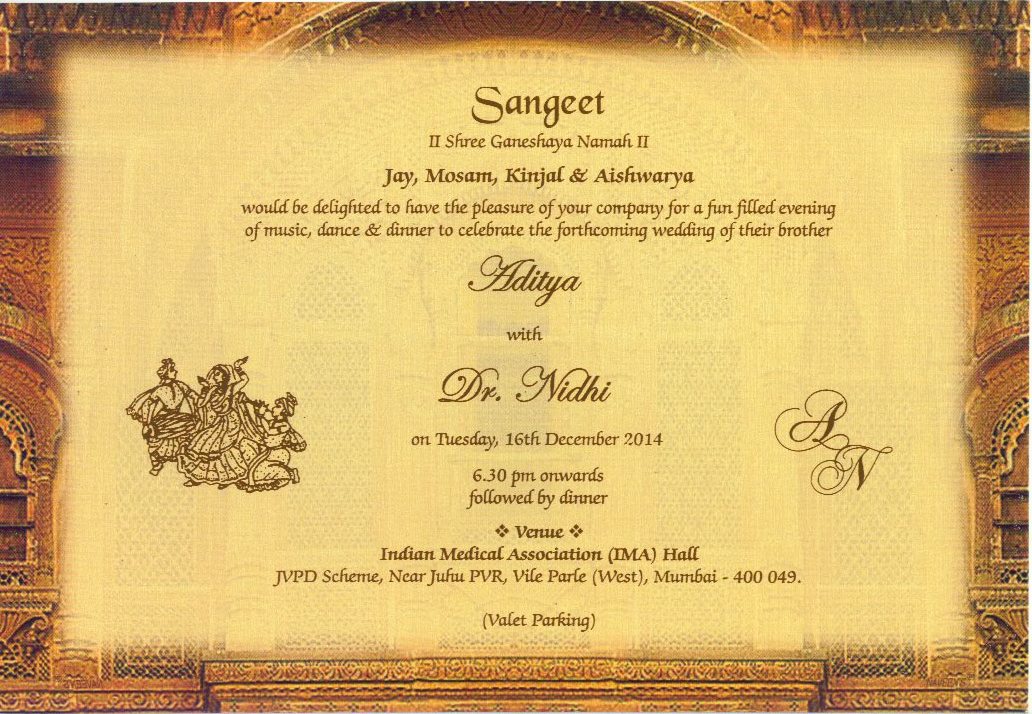 Sangeet
II Shree Ganeshaya Namah II
Jay, Mosam, Kinjal & Aishwarya
would be delighted to have the pleasure of your company for a fun filled evening
of music, dance & dinner to celebrate the forthcoming wedding of their brother
Aditya
with
Dr. Nidhi
on Tuesday, 16th December 2014
A
N
6.30 pm onwards
followed by dinner
❖ Venue ❖
Indian Medical Association (IMA) Hall
JVPD Scheme, Near Juhu PVR, Vile Parle (West), Mumbai - 400 049.
(Valet Parking)